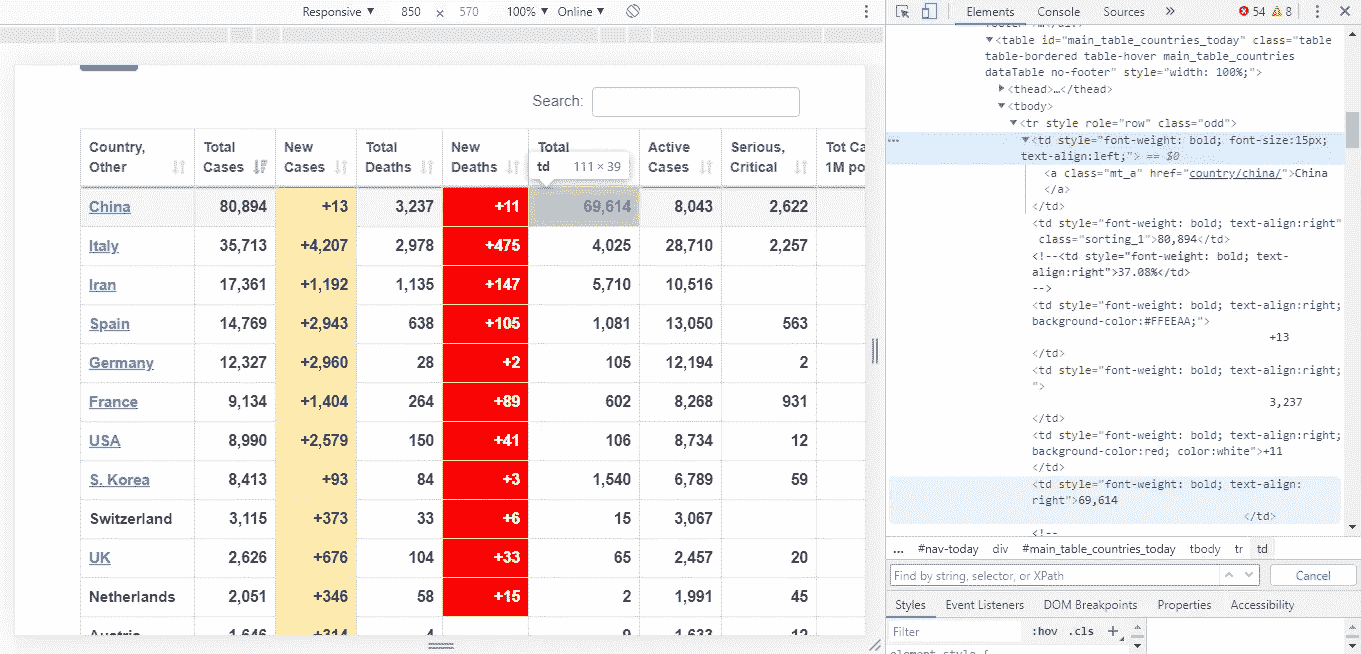 Responsive ▼ 850 × 570 100% ▼ Online ▼
Elements Console Sources » 54 8
Search:
Country, Other Total Cases New Cases Total Deaths New Deaths Total Active Cases Serious, Critical Tot Ca 1M po
td 111 × 39
China 80,894 +13 3,237 +11 69,614 8,043 2,622
Italy 35,713 +4,207 2,978 +475 4,025 28,710 2,257
Iran 17,361 +1,192 1,135 +147 5,710 10,516
Spain 14,769 +2,943 638 +105 1,081 13,050 563
Germany 12,327 +2,960 28 +2 105 12,194 2
France 9,134 +1,404 264 +89 602 8,268 931
USA 8,990 +2,579 150 +41 106 8,734 12
S. Korea 8,413 +93 84 +3 1,540 6,789 59
Switzerland 3,115 +373 33 +6 15 3,067
UK 2,626 +676 104 +33 65 2,457 20
Netherlands 2,051 +346 58 +15 2 1,991 45
Austria 1,646 +314 4 9 1,633 12
▼<table id="main_table_countries_today" class="table
table-bordered table-hover main_table_countries
dataTable no-footer" style="width: 100%;">
▶<thead>…</thead>
▼<tbody>
▼<tr style role="row" class="odd">
… ▼<td style="font-weight: bold; font-size:15px;
text-align:left;"> == $0
<a class="mt_a" href="country/china/">China
</a>
</td>
<td style="font-weight: bold; text-align:right"
class="sorting_1">80,894</td>
<!--<td style="font-weight: bold; text-
align:right">37.08%</td>
-->
<td style="font-weight: bold; text-align:right;
background-color:#FFEEAA;">
+13
</td>
<td style="font-weight: bold; text-align:right;
">
3,237
</td>
<td style="font-weight: bold; text-align:right;
background-color:red; color:white">+11
</td>
<td style="font-weight: bold; text-align:
right">69,614
</td>
<!--
… #nav-today div #main_table_countries_today tbody tr td
Find by string, selector, or XPath Cancel
Styles Event Listeners DOM Breakpoints Properties Accessibility
Filter :hov .cls +
element.style {